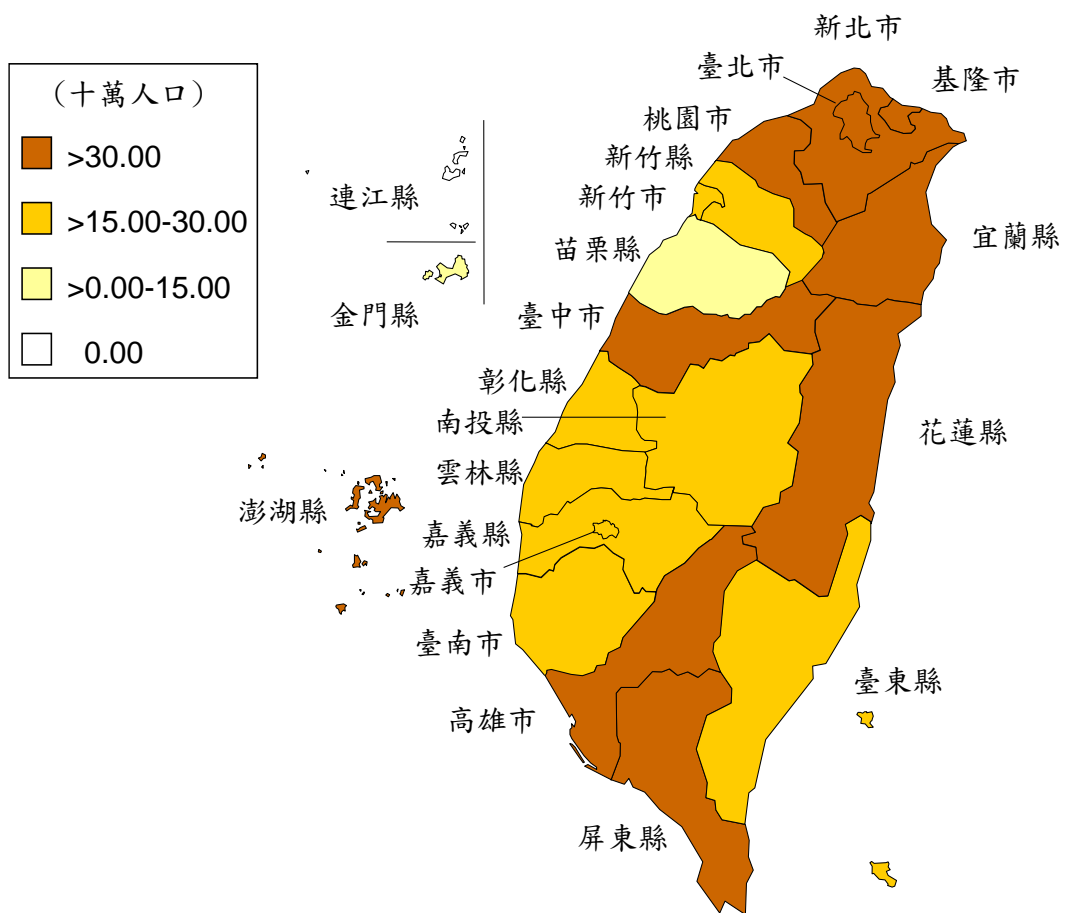 (十萬人口)
>30.00
>15.00-30.00
>0.00-15.00
0.00
新北市
臺北市
基隆市
桃園市
新竹縣
新竹市
連江縣
宜蘭縣
苗栗縣
金門縣
臺中市
彰化縣
南投縣
花蓮縣
雲林縣
澎湖縣
嘉義縣
嘉義市
臺南市
臺東縣
高雄市
屏東縣